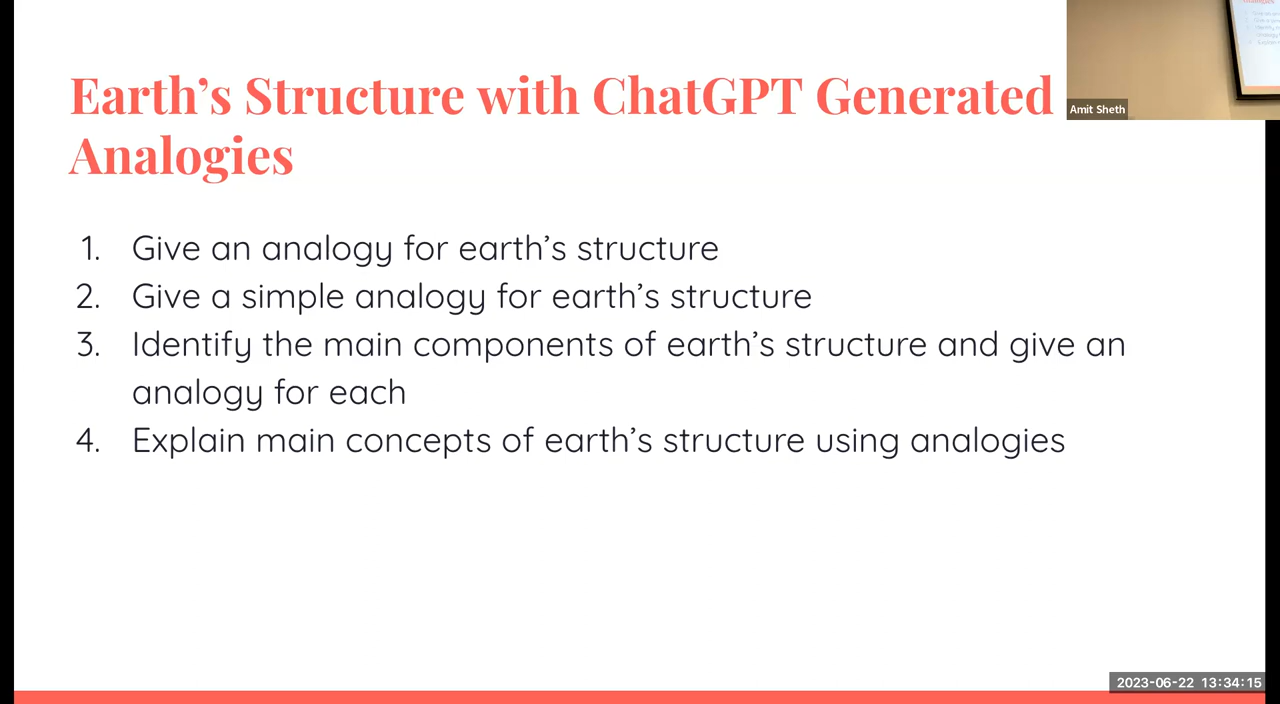 Earth’s Structure with ChatGPT Generated
Analogies
Amit Sheth
1. Give an analogy for earth’s structure
2. Give a simple analogy for earth’s structure
3. Identify the main components of earth’s structure and give an
analogy for each
4. Explain main concepts of earth’s structure using analogies
2023-06-22 13:34:15